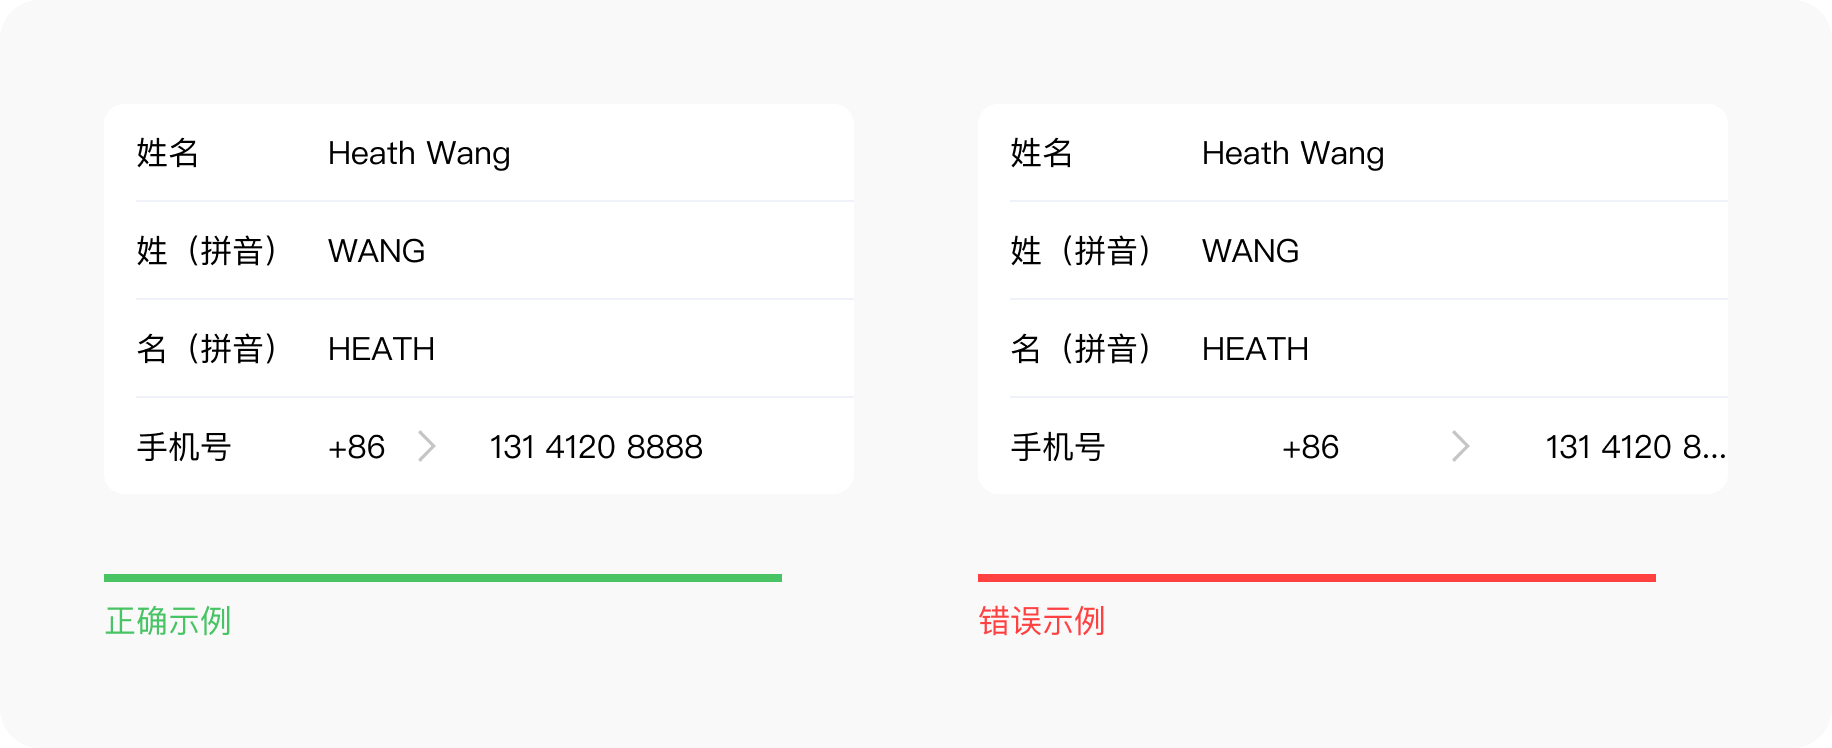 姓名 Heath Wang
姓（拼音） WANG
名（拼音） HEATH
手机号 +86 131 4120 8888
正确示例
姓名 Heath Wang
姓（拼音） WANG
名（拼音） HEATH
手机号 +86 131 4120 8...
错误示例